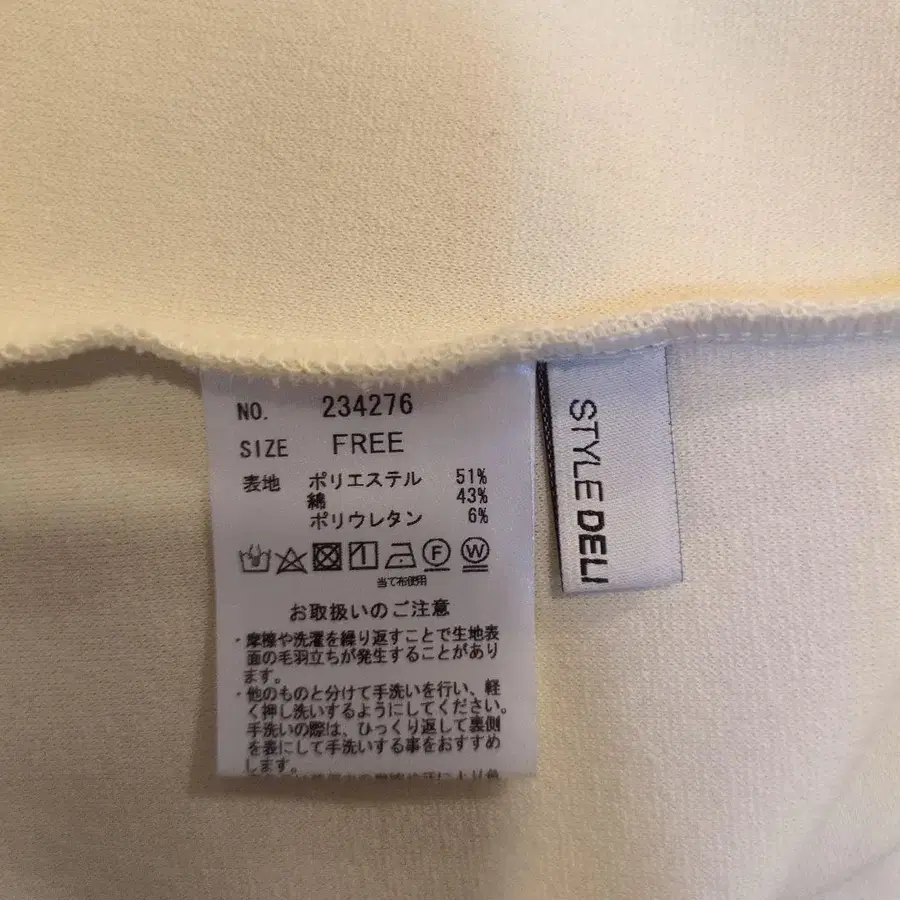 NO. 234276
SIZE FREE
表地 ポリエステル 51%
綿 43%
ポリウレタン 6%
F W
当て布使用
お取扱いのご注意
・摩擦や洗濯を繰り返すことで生地表
面の毛羽立ちが発生することがあり
ます。
・他のものと分けて手洗いを行い、軽
く押し洗いするようにしてください。
手洗いの際は、ひっくり返して裏側
を表にして手洗いする事をおすすめ
します。
STYLE DELI